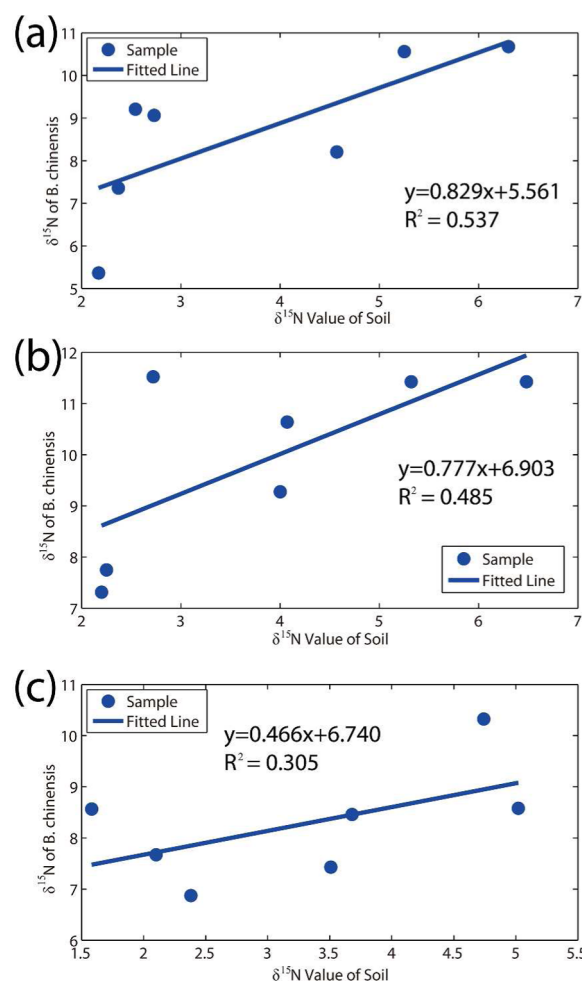 (a)
11
Sample
Fitted Line
10
9
8
7
6
5
y=0.829x+5.561
R² = 0.537
δ¹⁵N of B. chinensis
2 3 4 5 6 7
δ¹⁵N Value of Soil
(b)
12
11
10
9
8
7
y=0.777x+6.903
R² = 0.485
Sample
Fitted Line
δ¹⁵N of B. chinensis
2 3 4 5 6 7
δ¹⁵N Value of Soil
(c)
11
Sample
Fitted Line
10
9
8
7
6
y=0.466x+6.740
R² = 0.305
δ¹⁵N of B. chinensis
1.5 2 2.5 3 3.5 4 4.5 5 5.5
δ¹⁵N Value of Soil